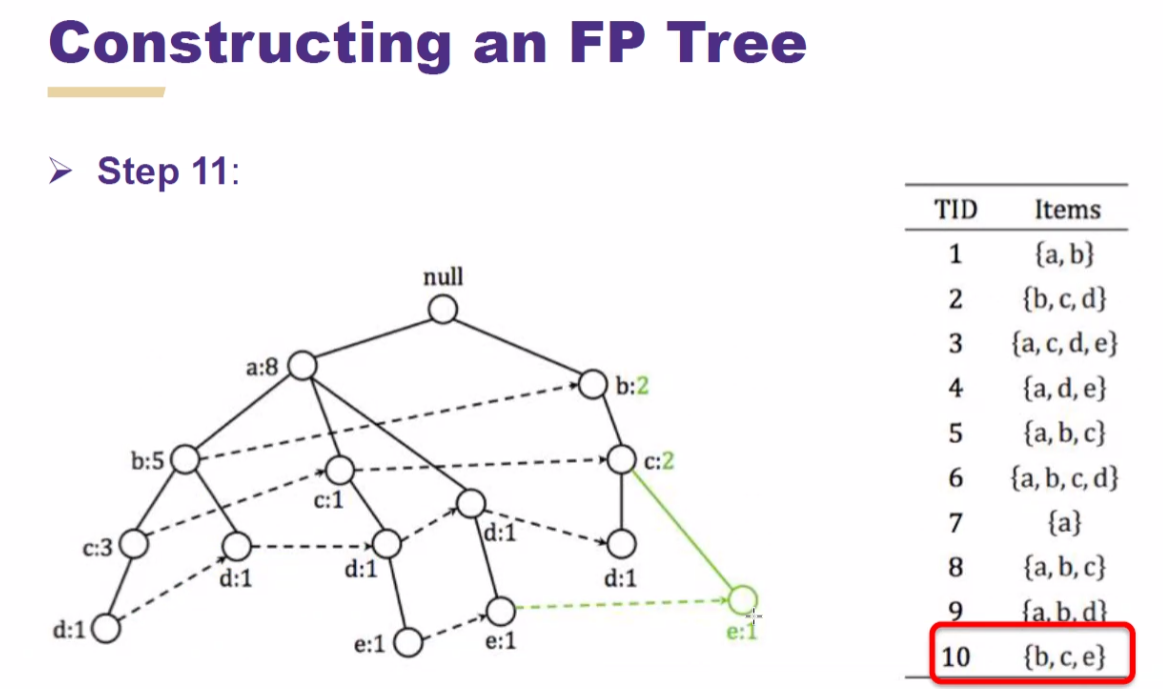 Constructing an FP Tree
➢ Step 11:
null
a:8
b:2
b:5
c:2
c:1
c:3
d:1
d:1
d:1
d:1
d:1
e:1
e:1
e:1
TID Items
1 {a, b}
2 {b, c, d}
3 {a, c, d, e}
4 {a, d, e}
5 {a, b, c}
6 {a, b, c, d}
7 {a}
8 {a, b, c}
9 {a, b, d}
10 {b, c, e}